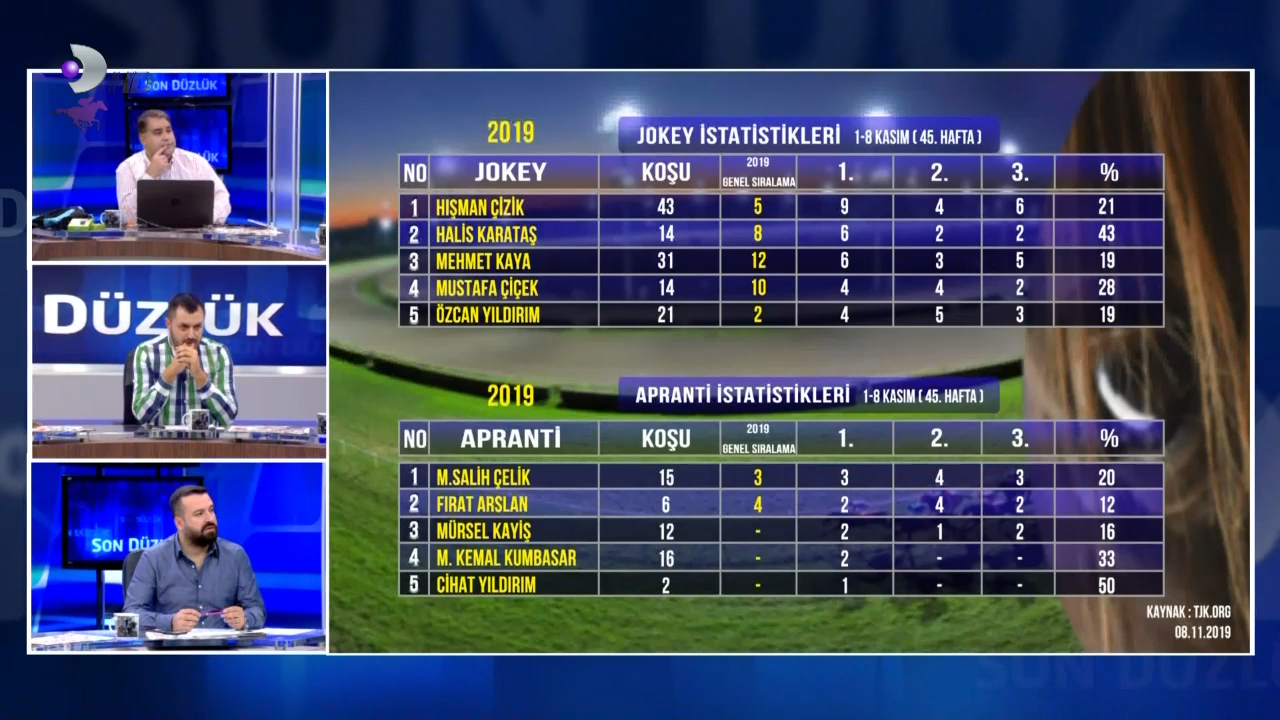 SON DÜZLÜK
DÜZLÜK
SON DÜZ
2019 JOKEY İSTATİSTİKLERİ 1-8 KASIM ( 45. HAFTA )
NO JOKEY KOŞU 2019 GENEL SIRALAMA 1. 2. 3. %
1 HIŞMAN ÇİZİK 43 5 9 4 6 21
2 HALİS KARATAŞ 14 8 6 2 2 43
3 MEHMET KAYA 31 12 6 3 5 19
4 MUSTAFA ÇİÇEK 14 10 4 4 2 28
5 ÖZCAN YILDIRIM 21 2 4 5 3 19
2019 APRANTİ İSTATİSTİKLERİ 1-8 KASIM ( 45. HAFTA )
NO APRANTİ KOŞU 2019 GENEL SIRALAMA 1. 2. 3. %
1 M.SALİH ÇELİK 15 3 3 4 3 20
2 FIRAT ARSLAN 6 4 2 4 2 12
3 MÜRSEL KAYIŞ 12 - 2 1 2 16
4 M. KEMAL KUMBASAR 16 - 2 - - 33
5 CİHAT YILDIRIM 2 - 1 - - 50
KAYNAK : TJK.ORG
08.11.2019